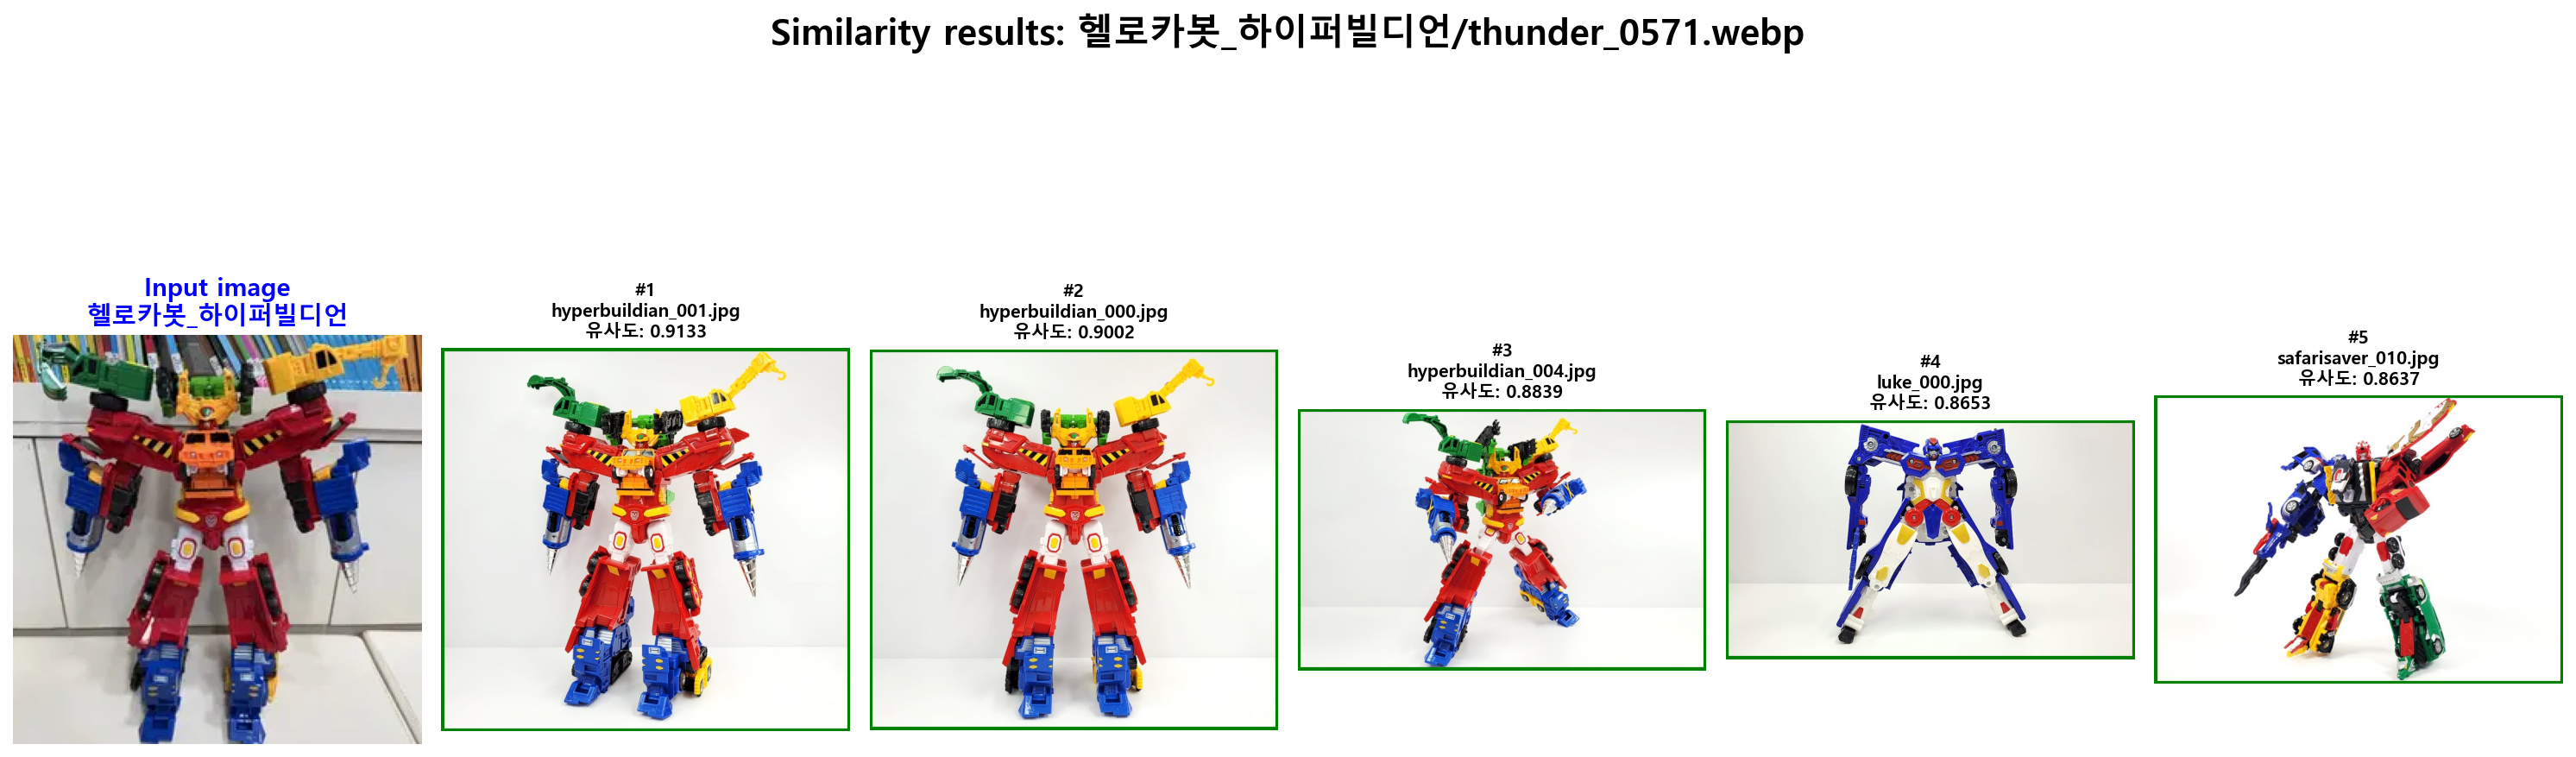 Similarity results: 헬로카봇_하이퍼빌디언/thunder_0571.webp
Input image
헬로카봇_하이퍼빌디언
#1
hyperbuildian_001.jpg
유사도: 0.9133
#2
hyperbuildian_000.jpg
유사도: 0.9002
#3
hyperbuildian_004.jpg
유사도: 0.8839
#4
luke_000.jpg
유사도: 0.8653
#5
safarisaver_010.jpg
유사도: 0.8637